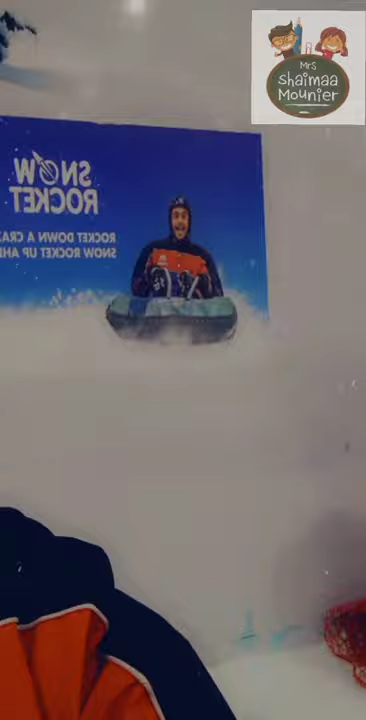 Mrs
Shaimaa
Mounier
SNOW
ROCKET
ROCKET DOWN A
SNOW ROCKET UP